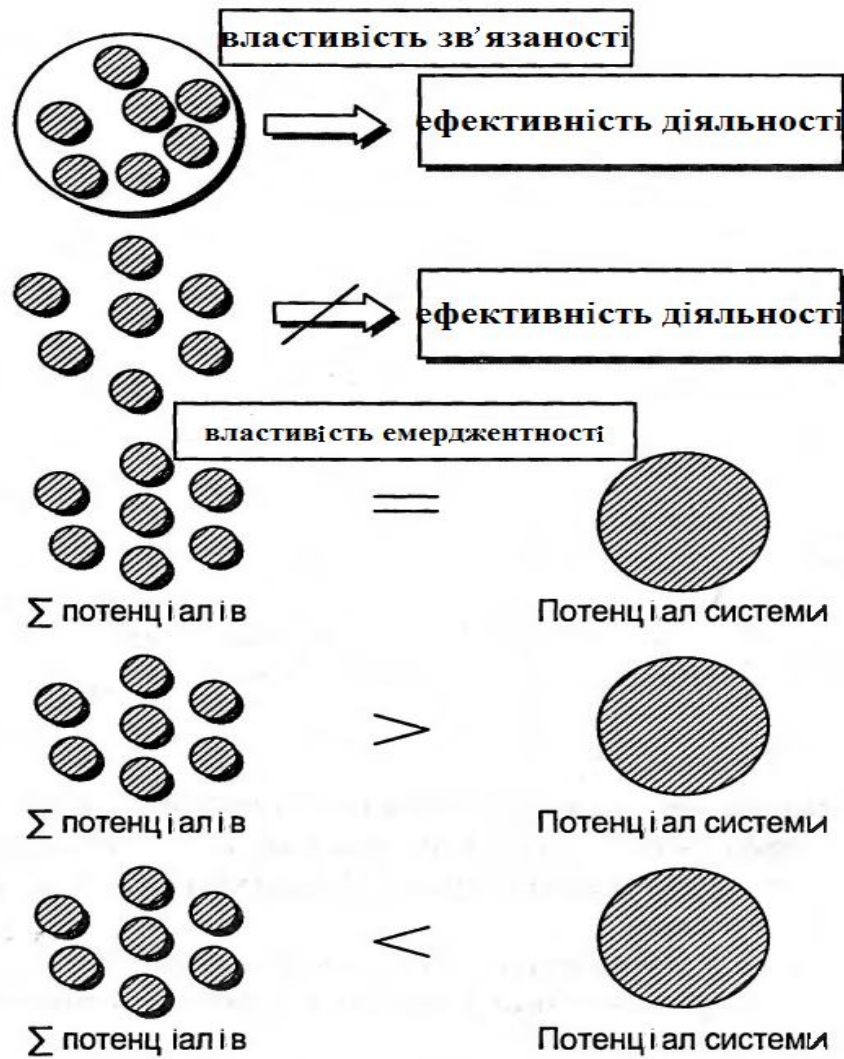 властивість зв’язаності
ефективність діяльності
ефективність діяльності
властивість емерджентності
=
∑ потенціалів Потенціал системи
>
∑ потенціалів Потенціал системи
<
∑ потенціалів Потенціал системи